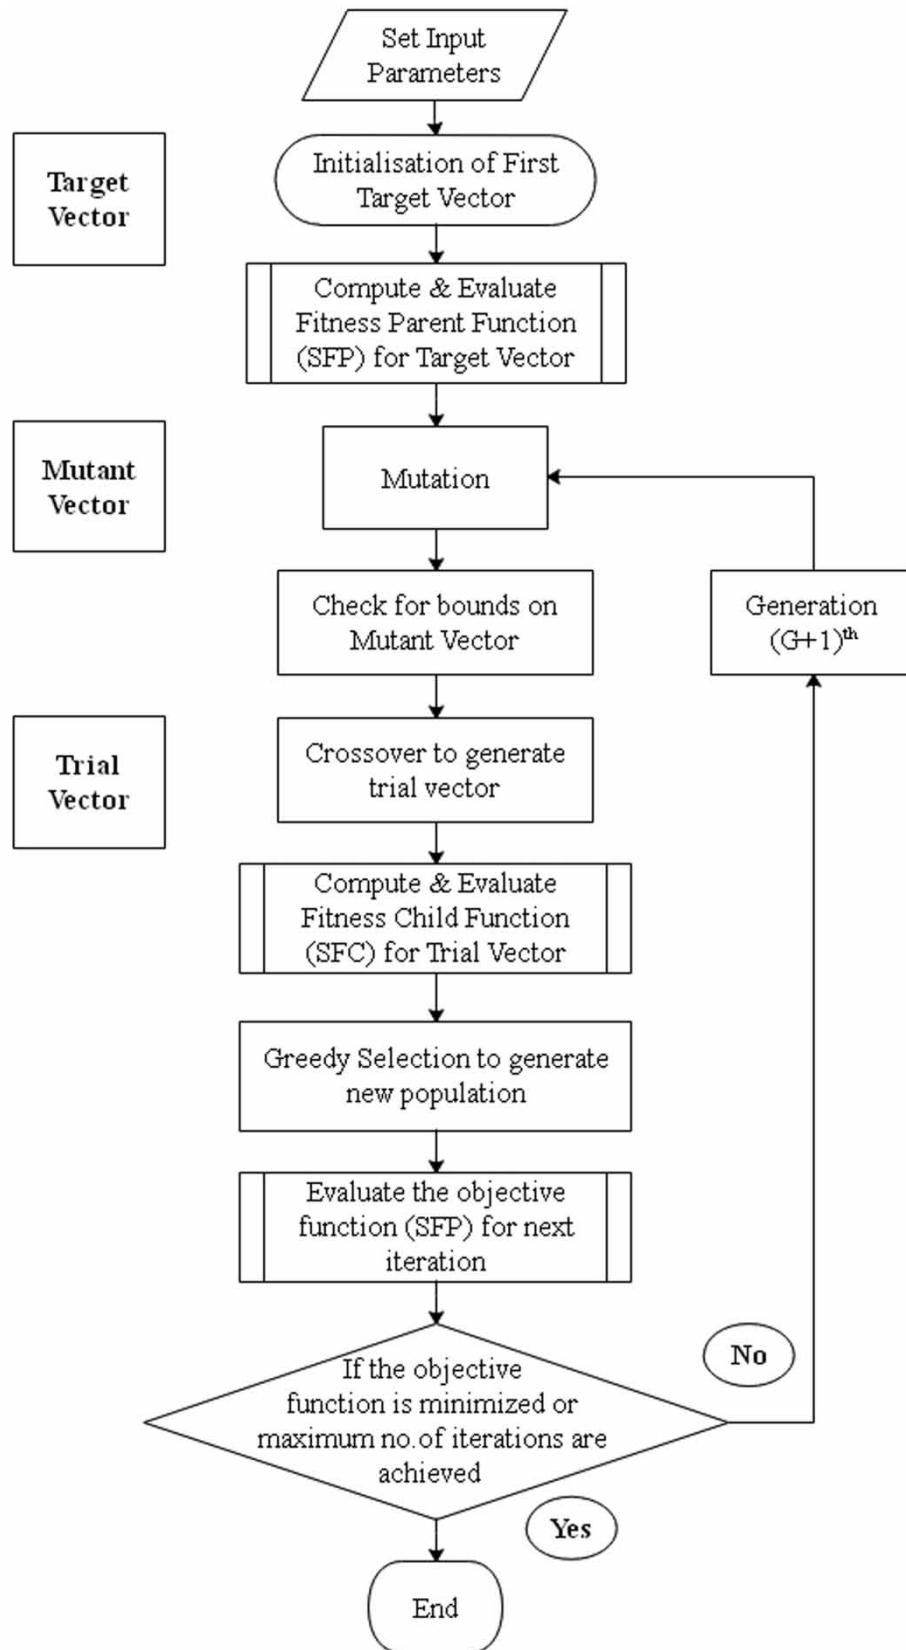 Set Input
Parameters
Target
Vector
Initialisation of First
Target Vector
Compute & Evaluate
Fitness Parent Function
(SFP) for Target Vector
Mutant
Vector
Mutation
Check for bounds on
Mutant Vector
Generation
(G+1)th
Trial
Vector
Crossover to generate
trial vector
Compute & Evaluate
Fitness Child Function
(SFC) for Trial Vector
Greedy Selection to generate
new population
Evaluate the objective
function (SFP) for next
iteration
If the objective
function is minimized or
maximum no.of iterations are
achieved
No
Yes
End